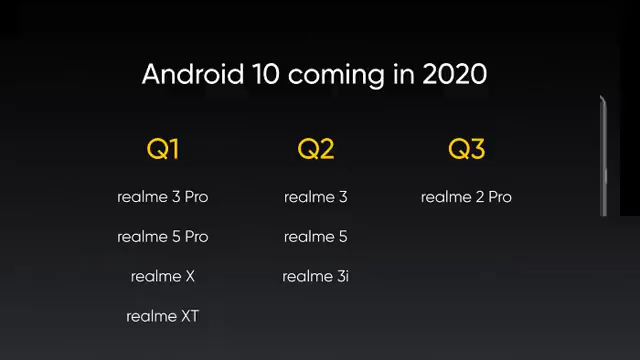 Android 10 coming in 2020
Q1 Q2 Q3
realme 3 Pro realme 3 realme 2 Pro
realme 5 Pro realme 5
realme X realme 3i
realme XT